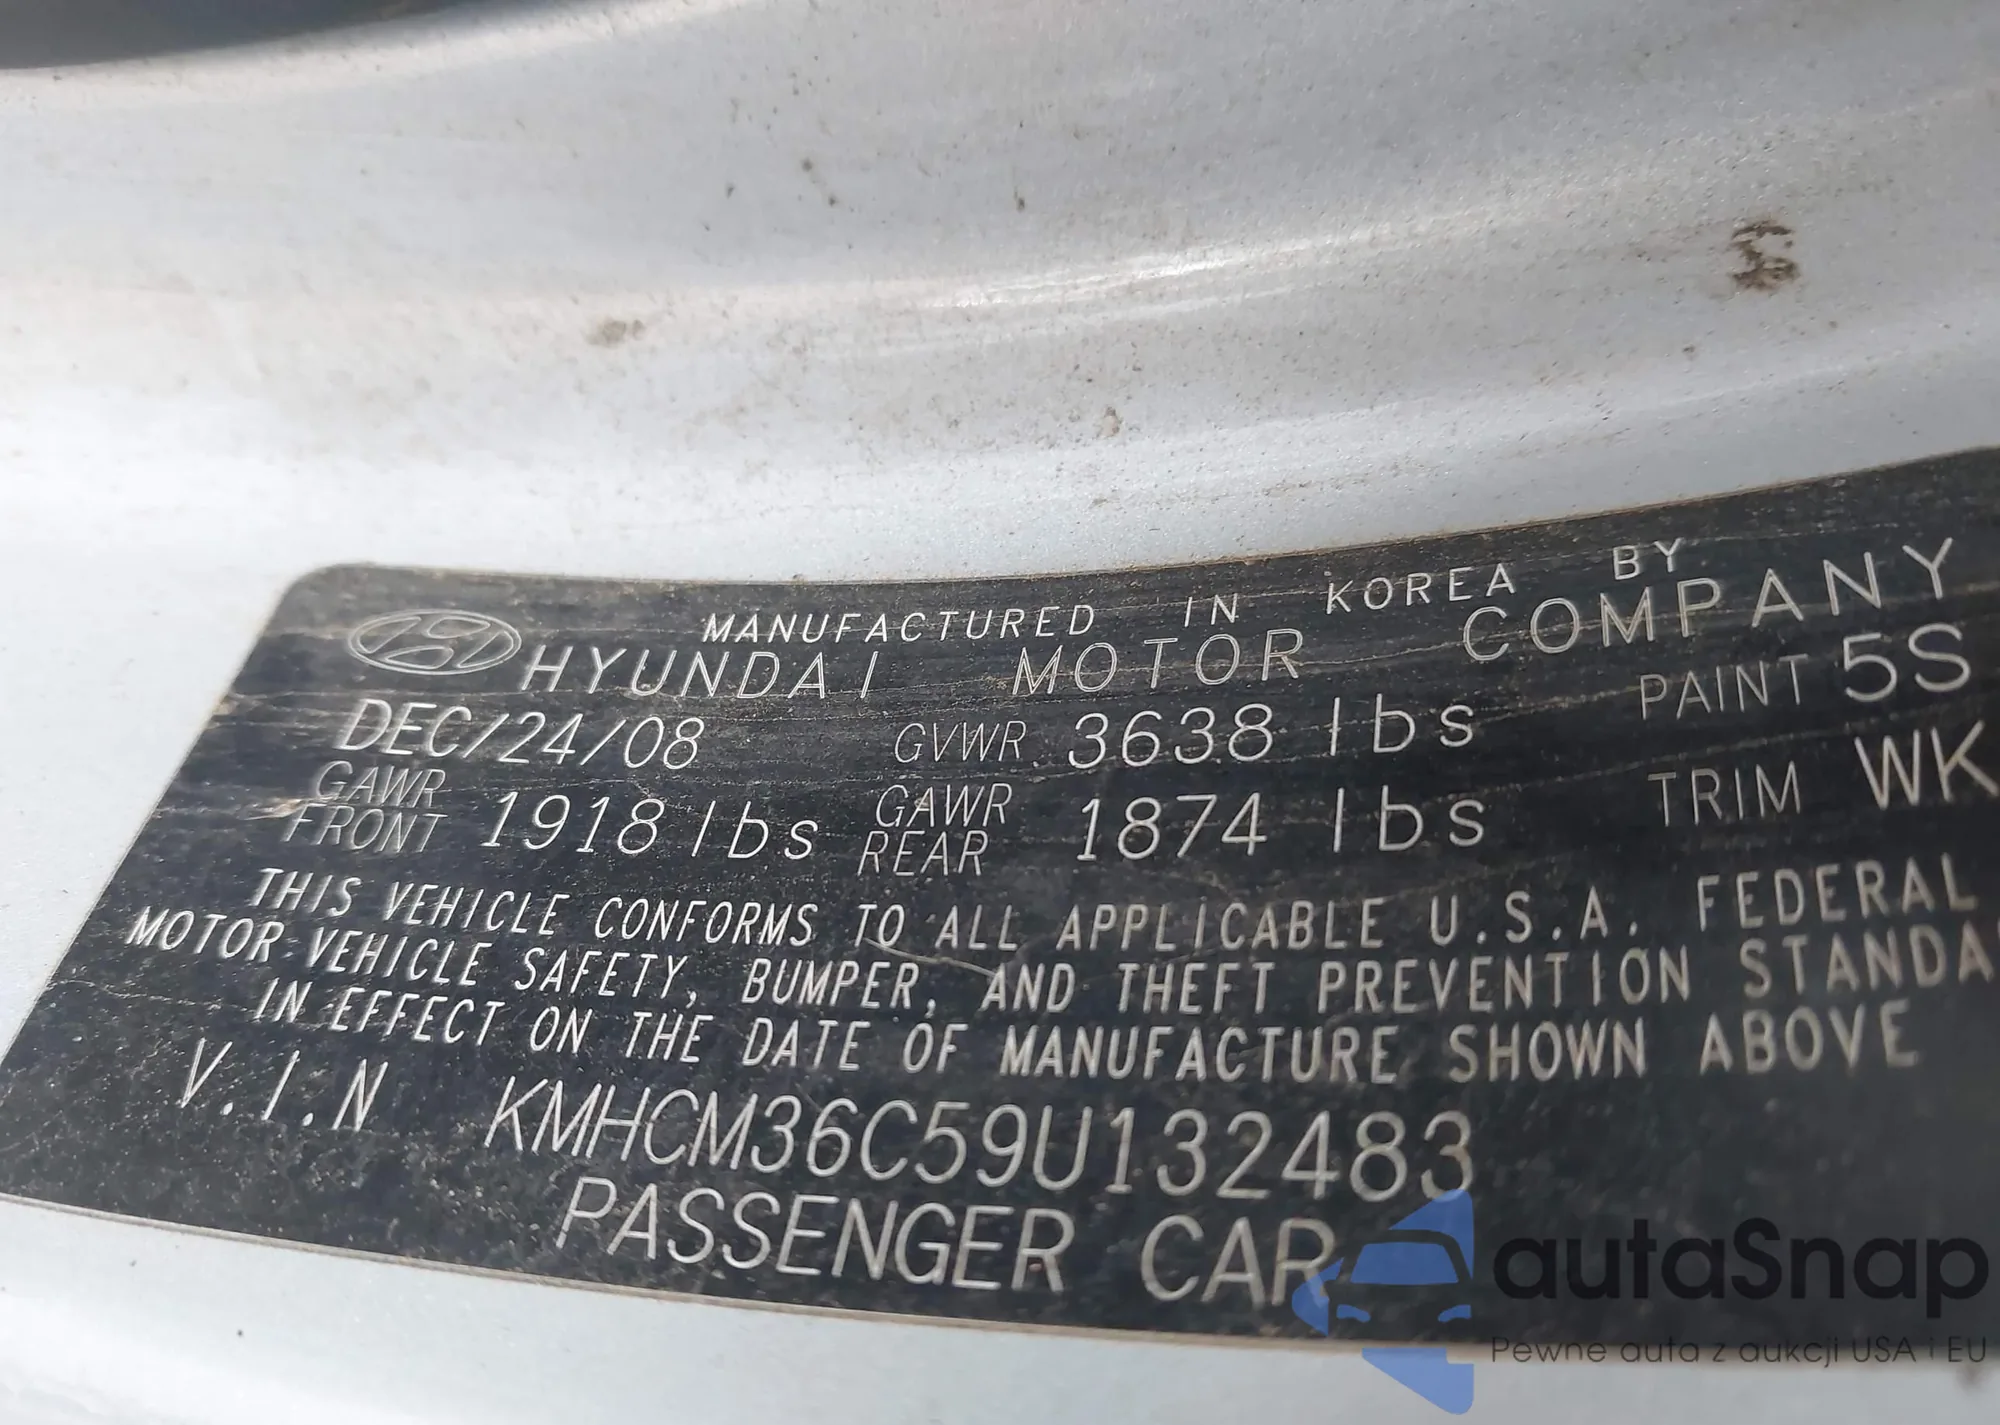 MANUFACTURED IN KOREA BY
HYUNDAI MOTOR COMPANY
DEC/24/08 GVWR 3638 lbs PAINT 5S
GAWR FRONT 1918 lbs GAWR REAR 1874 lbs TRIM WK
THIS VEHICLE CONFORMS TO ALL APPLICABLE U.S.A. FEDERAL
MOTOR VEHICLE SAFETY, BUMPER, AND THEFT PREVENTION STANDA
IN EFFECT ON THE DATE OF MANUFACTURE SHOWN ABOVE
V.I.N KMHCM36C59U132483
PASSENGER CAR
autaSnap
Pewne auta z aukcji USA i EU